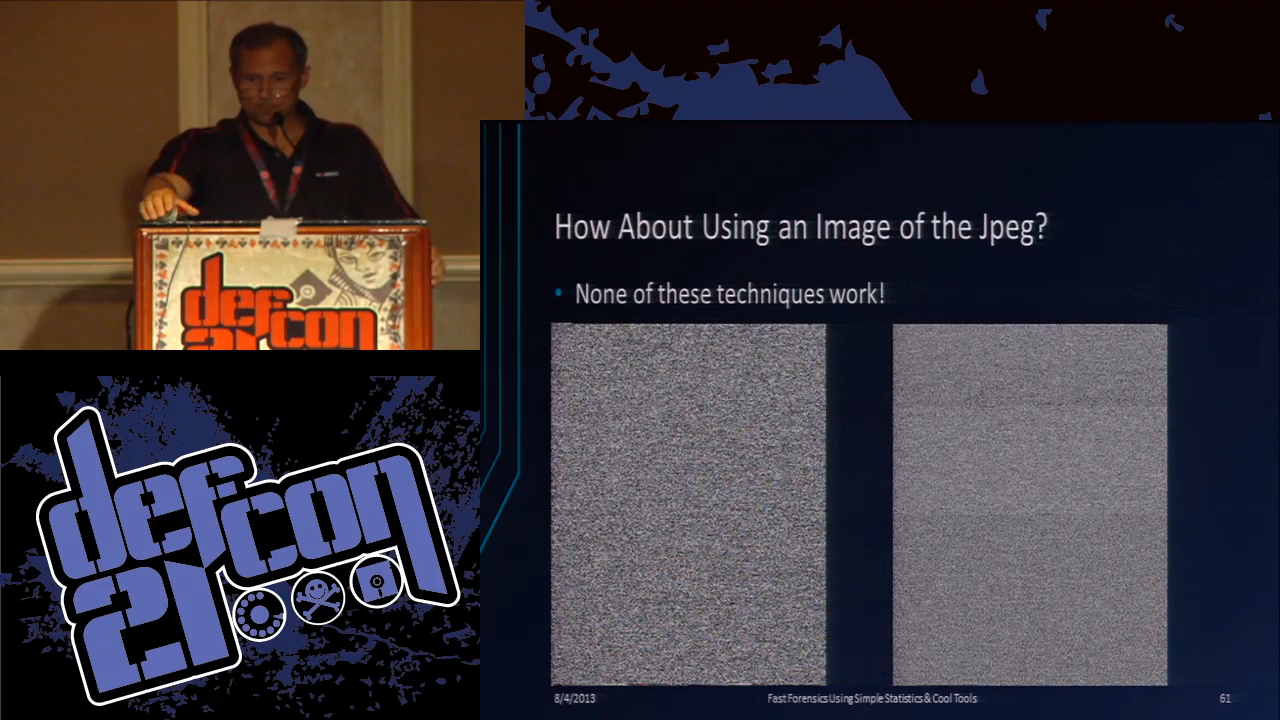 def
con
21
How About Using an Image of the Jpeg?
• None of these techniques work!
defcon
21
8/4/2013
Fast Forensics Using Simple Statistics & Cool Tools
61